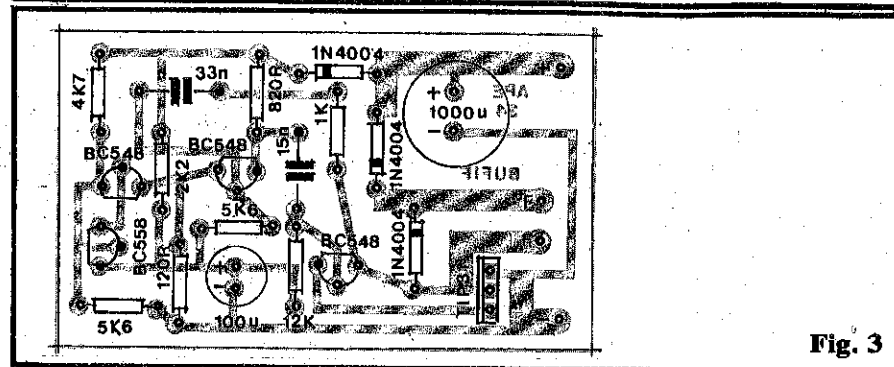 1N4004
33n
4K7
820R
1K
+
1000u
-
APE
15n
BC548
BC548
2K2
1N4004
5K6
BC558
120R
BC548
1N4004
+
-
100u
12K
5K6
Fig. 3